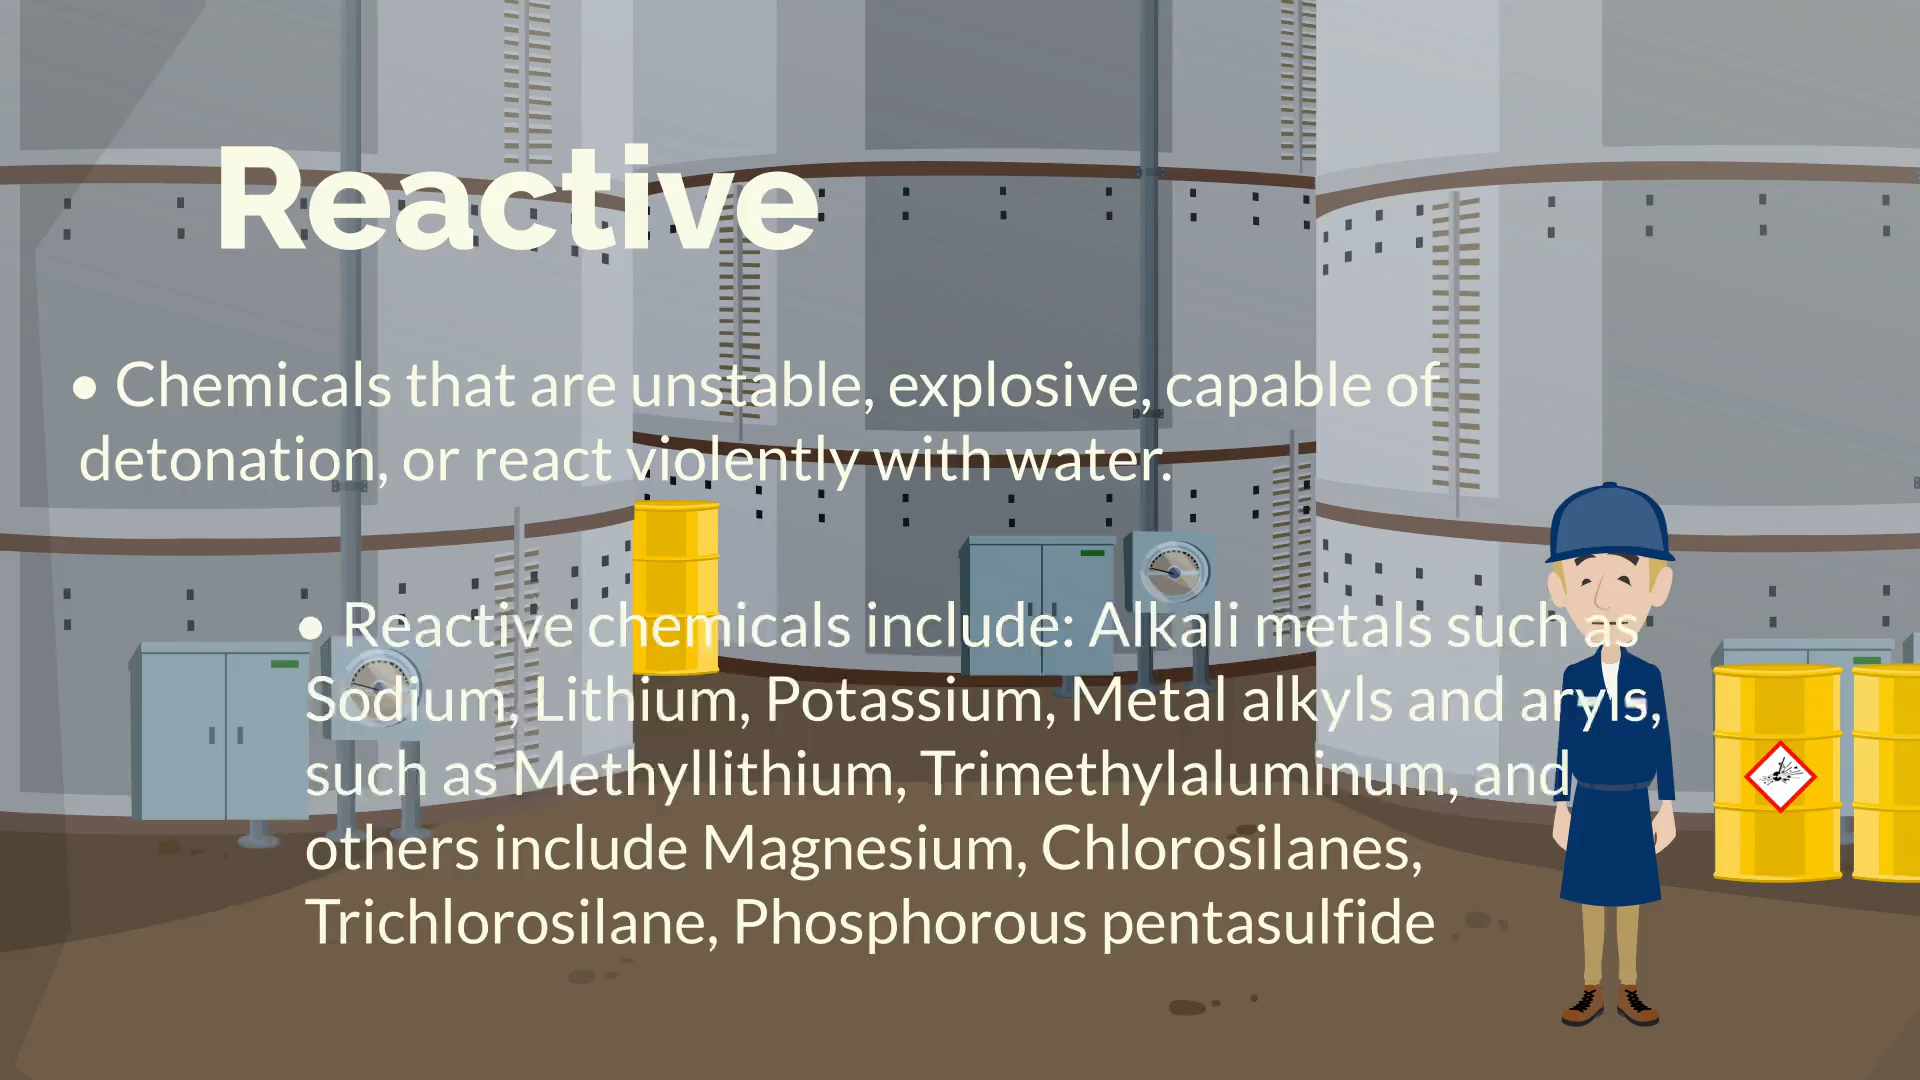 Reactive
• Chemicals that are unstable, explosive, capable of
detonation, or react violently with water.
• Reactive chemicals include: Alkali metals such as
Sodium, Lithium, Potassium, Metal alkyls and aryls,
such as Methyllithium, Trimethylaluminum, and
others include Magnesium, Chlorosilanes,
Trichlorosilane, Phosphorous pentasulfide